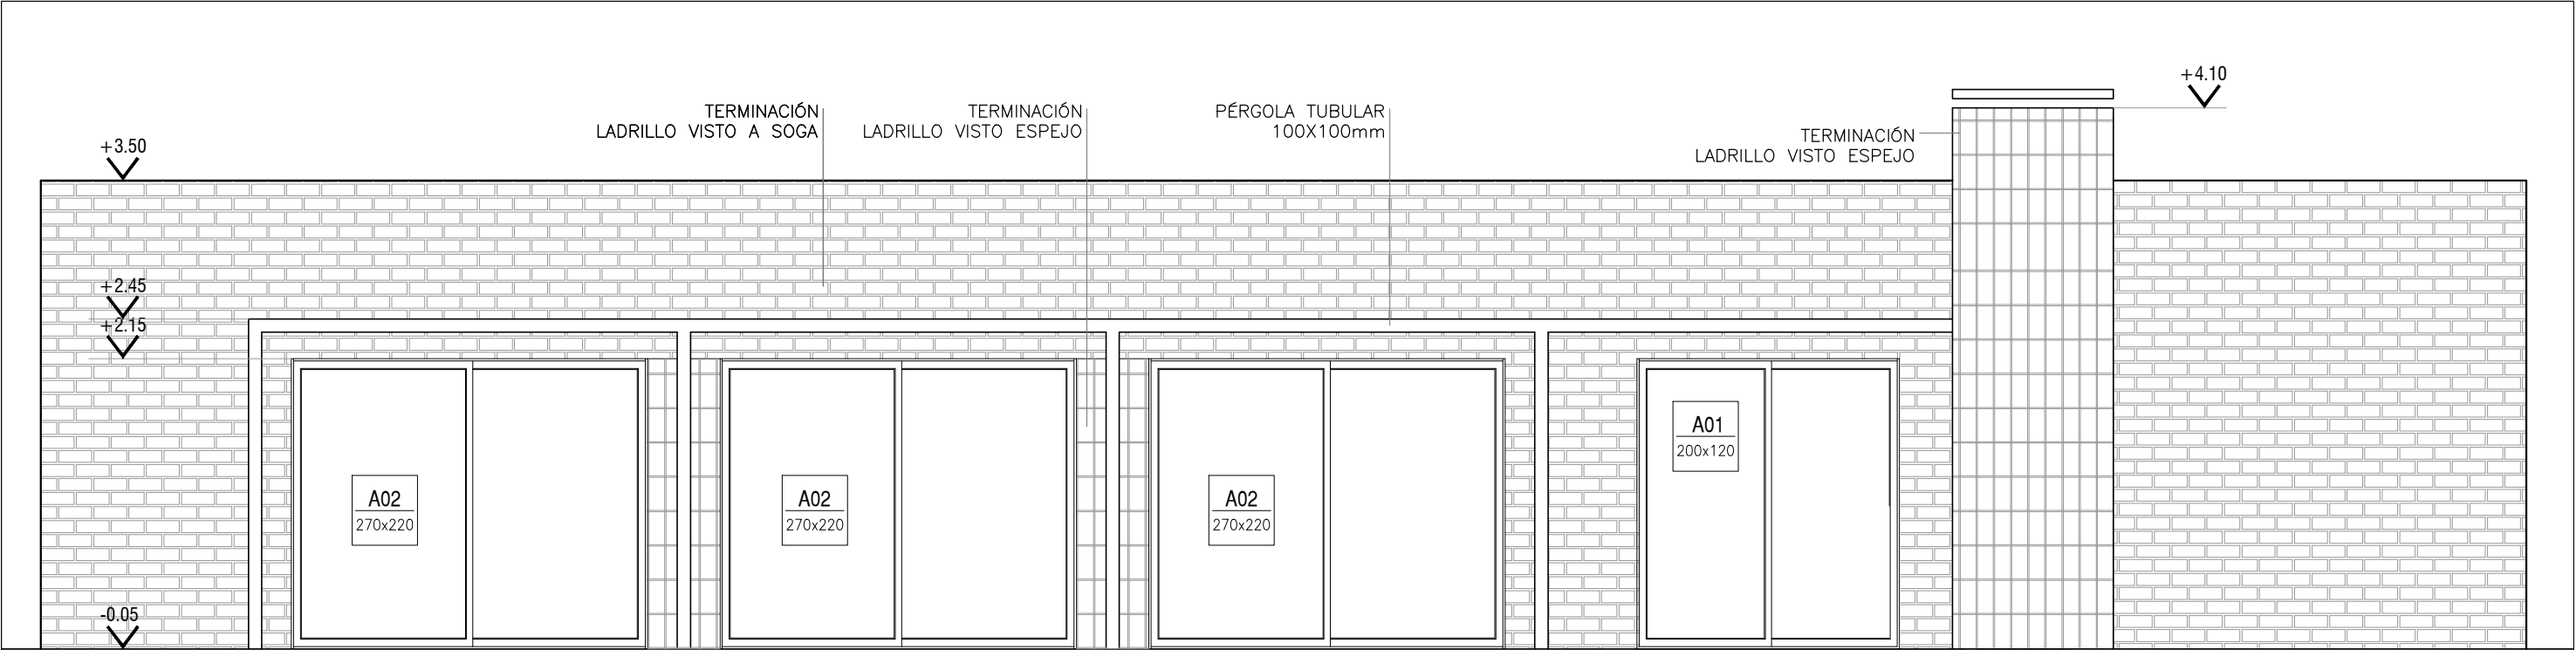 +4.10
TERMINACIÓN
LADRILLO VISTO A SOGA
TERMINACIÓN
LADRILLO VISTO ESPEJO
PÉRGOLA TUBULAR
100X100mm
TERMINACIÓN
LADRILLO VISTO ESPEJO
+3.50
+2.45
+2.15
A01
200x120
A02
270x220
A02
270x220
A02
270x220
-0.05